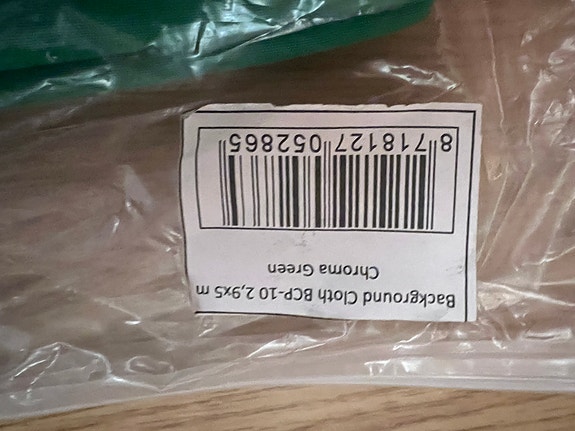 Background Cloth BCP-10 2,9x5 m
Chroma Green
8 718127 052865